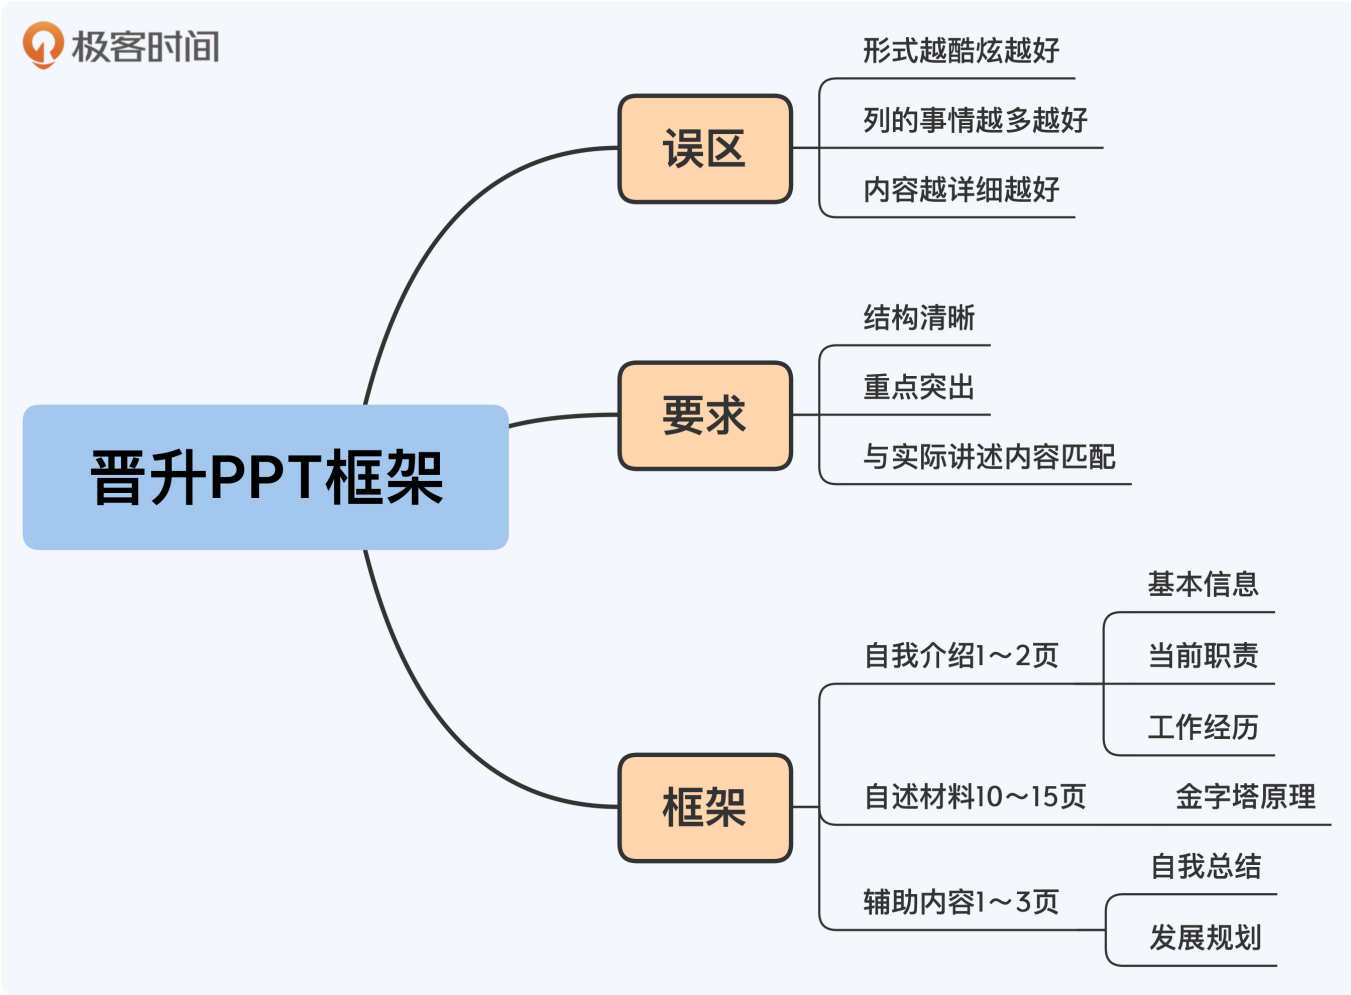 极客时间
晋升PPT框架
误区
形式越酷炫越好
列的事情越多越好
内容越详细越好
要求
结构清晰
重点突出
与实际讲述内容匹配
框架
自我介绍1～2页
基本信息
当前职责
工作经历
自述材料10～15页
金字塔原理
辅助内容1～3页
自我总结
发展规划